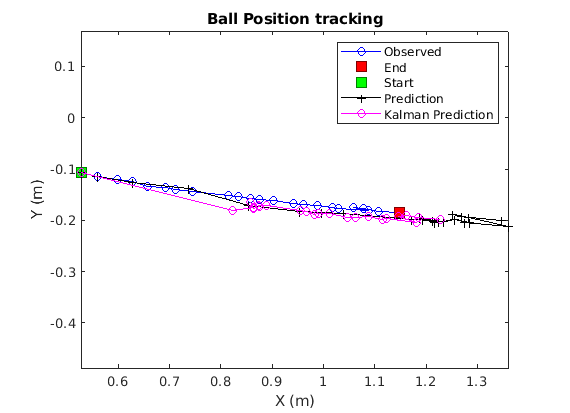 Ball Position tracking
Observed
End
Start
Prediction
Kalman Prediction
0.1
0
-0.1
-0.2
-0.3
-0.4
Y (m)
0.6 0.7 0.8 0.9 1 1.1 1.2 1.3
X (m)